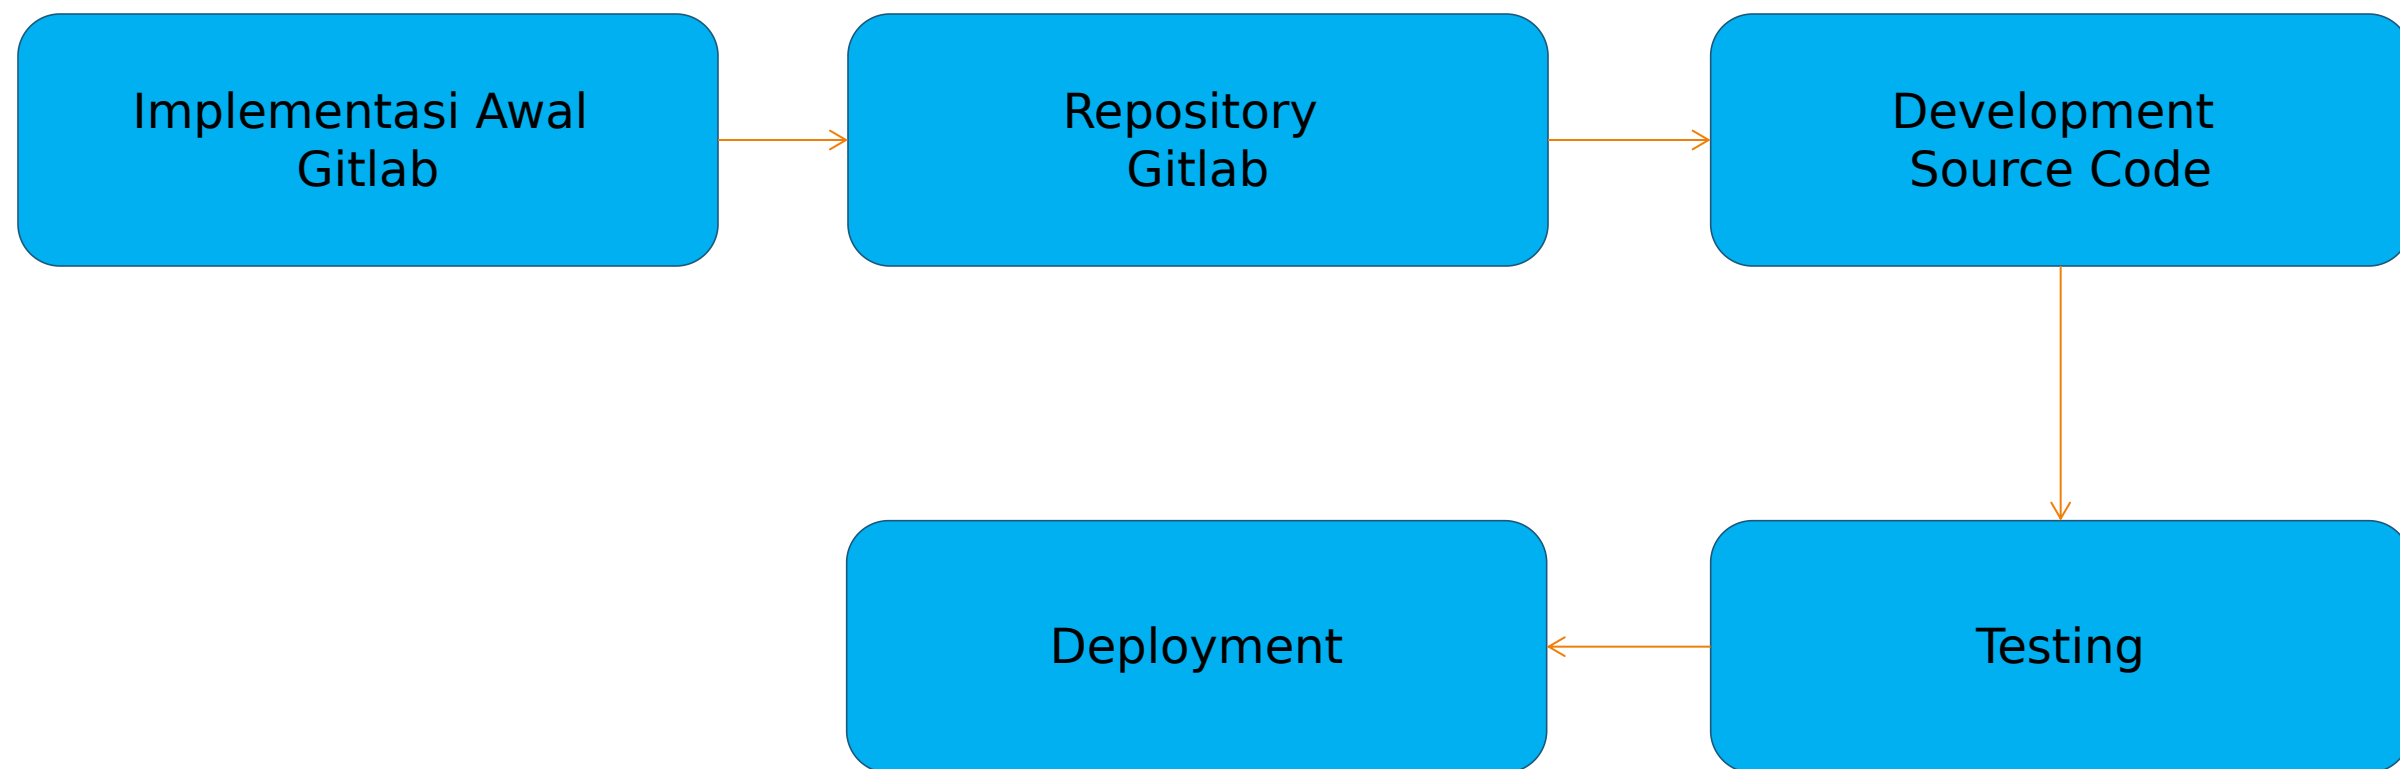 Implementasi Awal
Gitlab
Repository
Gitlab
Development
Source Code
Testing
Deployment